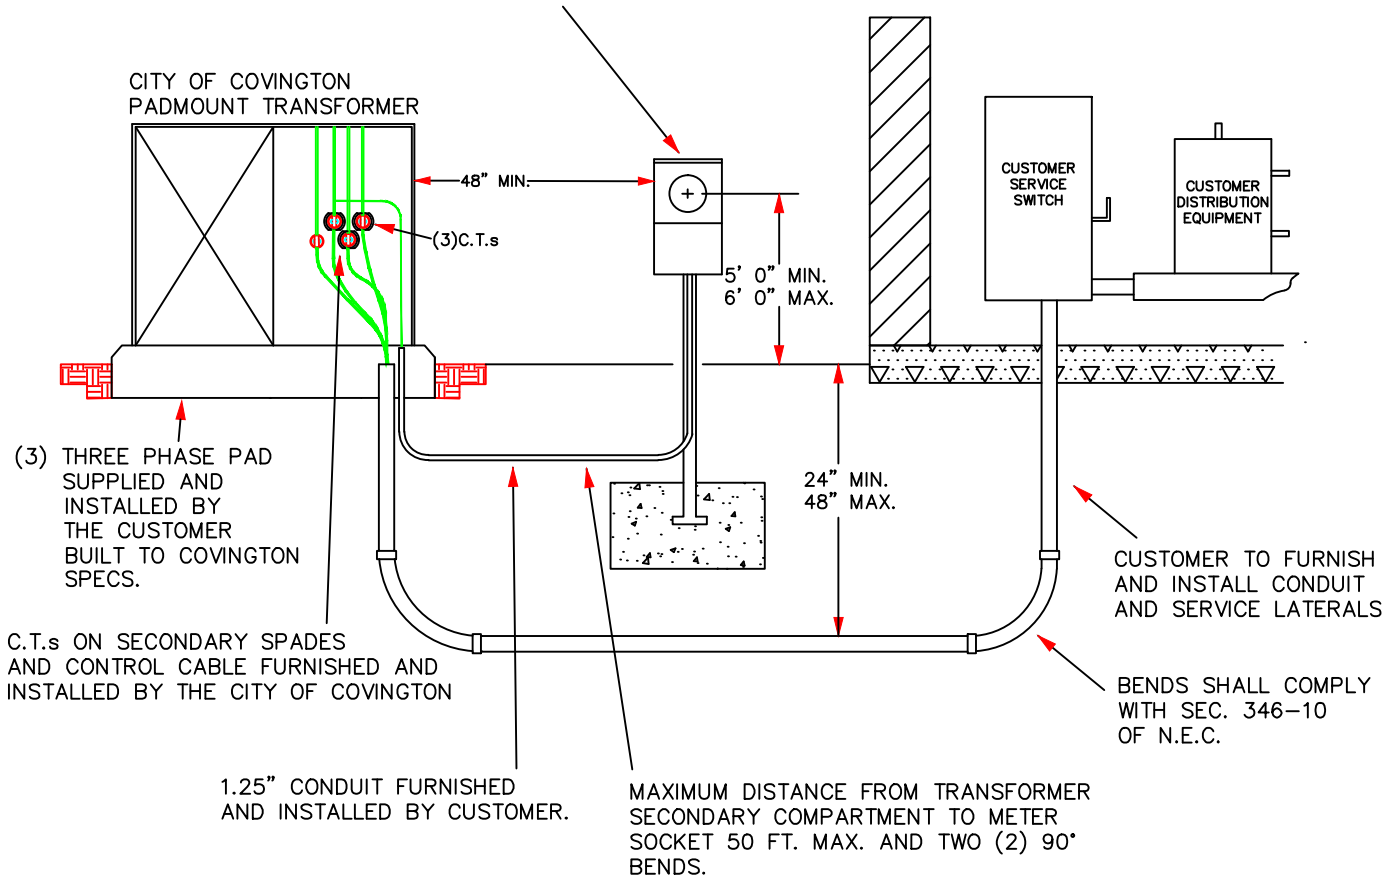 CITY OF COVINGTON
PADMOUNT TRANSFORMER
48" MIN.
(3)C.T.s
5' 0" MIN.
6' 0" MAX.
CUSTOMER
SERVICE
SWITCH
CUSTOMER
DISTRIBUTION
EQUIPMENT
(3) THREE PHASE PAD
SUPPLIED AND
INSTALLED BY
THE CUSTOMER
BUILT TO COVINGTON
SPECS.
24" MIN.
48" MAX.
CUSTOMER TO FURNISH
AND INSTALL CONDUIT
AND SERVICE LATERALS
C.T.s ON SECONDARY SPADES
AND CONTROL CABLE FURNISHED AND
INSTALLED BY THE CITY OF COVINGTON
BENDS SHALL COMPLY
WITH SEC. 346-10
OF N.E.C.
1.25" CONDUIT FURNISHED
AND INSTALLED BY CUSTOMER.
MAXIMUM DISTANCE FROM TRANSFORMER
SECONDARY COMPARTMENT TO METER
SOCKET 50 FT. MAX. AND TWO (2) 90°
BENDS.